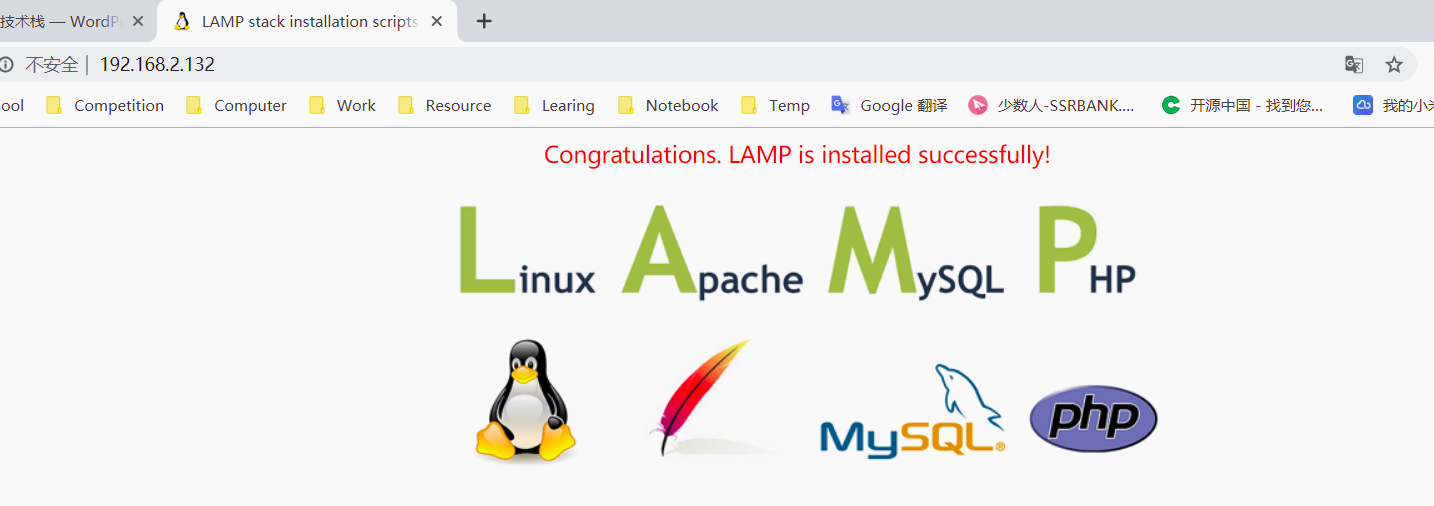 技术栈 — WordP
LAMP stack installation scripts
不安全 | 192.168.2.132
ool Competition Computer Work Resource Learing Notebook Temp Google 翻译 少数人-SSRBANK.... 开源中国 - 找到您... 我的小米
Congratulations. LAMP is installed successfully!
Linux Apache MySQL PHP
MySQL® php